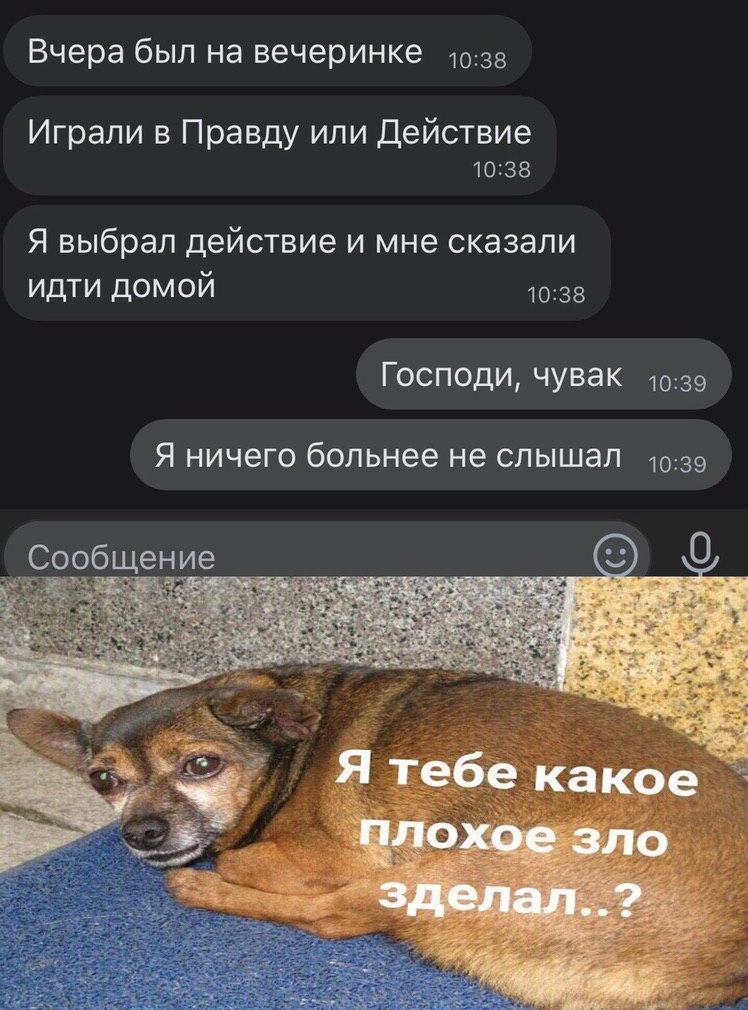 Вчера был на вечеринке 10:38
Играли в Правду или Действие
10:38
Я выбрал действие и мне сказали
идти домой 10:38
Господи, чувак 10:39
Я ничего больнее не слышал 10:39
Сообщение
Я тебе какое
плохое зло
зделал..?